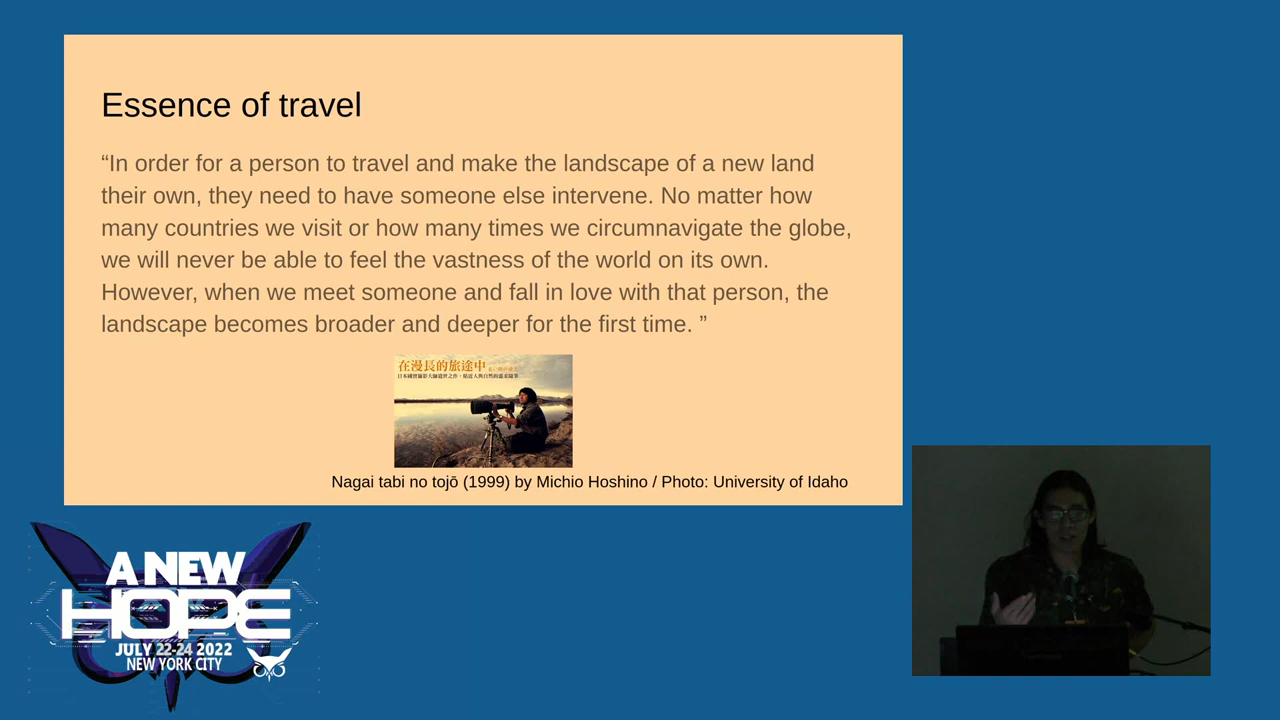 Essence of travel
“In order for a person to travel and make the landscape of a new land
their own, they need to have someone else intervene. No matter how
many countries we visit or how many times we circumnavigate the globe,
we will never be able to feel the vastness of the world on its own.
However, when we meet someone and fall in love with that person, the
landscape becomes broader and deeper for the first time. ”
在漫長的旅途中
Nagai tabi no tojō (1999) by Michio Hoshino / Photo: University of Idaho
A NEW
HOPE
JULY 22-24 2022
NEW YORK CITY